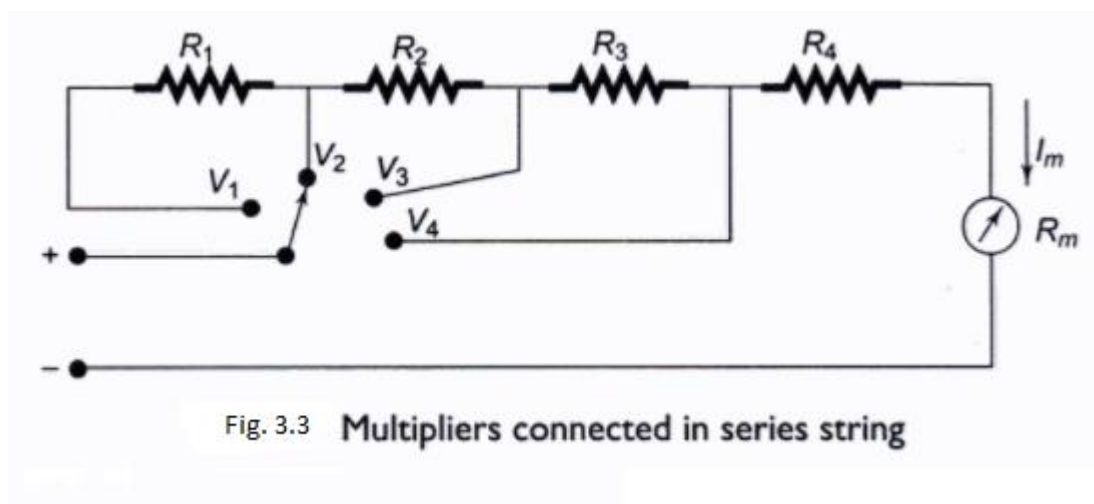 R1 R2 R3 R4
V2
V1 V3
Im
V4
Rm
+
−
Fig. 3.3 Multipliers connected in series string